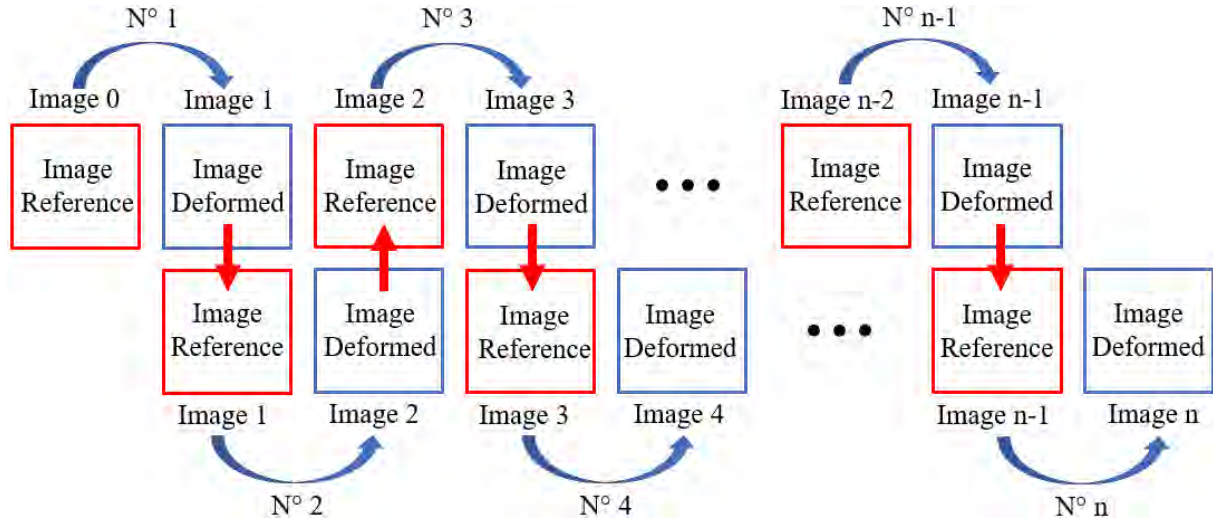 N° 1
N° 3
N° n-1
Image 0
Image 1
Image 2
Image 3
Image n-2
Image n-1
Image
Reference
Image
Deformed
Image
Reference
Image
Deformed
Image
Reference
Image
Deformed
Image
Reference
Image
Deformed
Image
Reference
Image
Deformed
Image
Reference
Image
Deformed
Image 1
Image 2
Image 3
Image 4
Image n-1
Image n
N° 2
N° 4
N° n